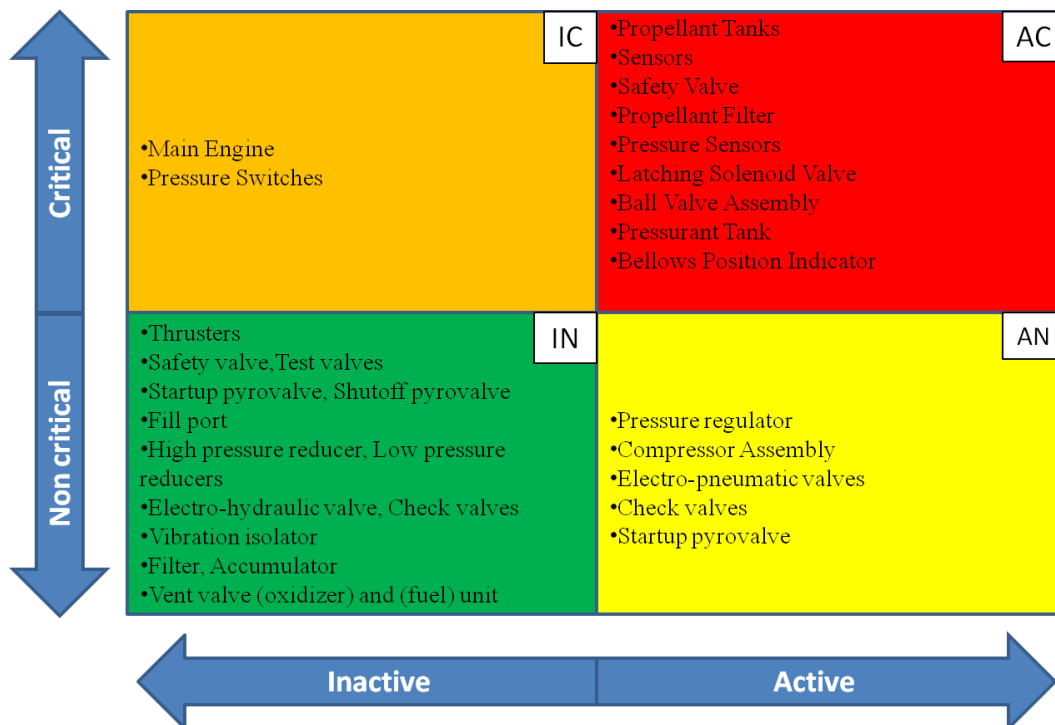 Critical
Non critical
IC
•Main Engine
•Pressure Switches
AC
•Propellant Tanks
•Sensors
•Safety Valve
•Propellant Filter
•Pressure Sensors
•Latching Solenoid Valve
•Ball Valve Assembly
•Pressurant Tank
•Bellows Position Indicator
IN
•Thrusters
•Safety valve,Test valves
•Startup pyrovalve, Shutoff pyrovalve
•Fill port
•High pressure reducer, Low pressure
reducers
•Electro-hydraulic valve, Check valves
•Vibration isolator
•Filter, Accumulator
•Vent valve (oxidizer) and (fuel) unit
AN
•Pressure regulator
•Compressor Assembly
•Electro-pneumatic valves
•Check valves
•Startup pyrovalve
Inactive
Active